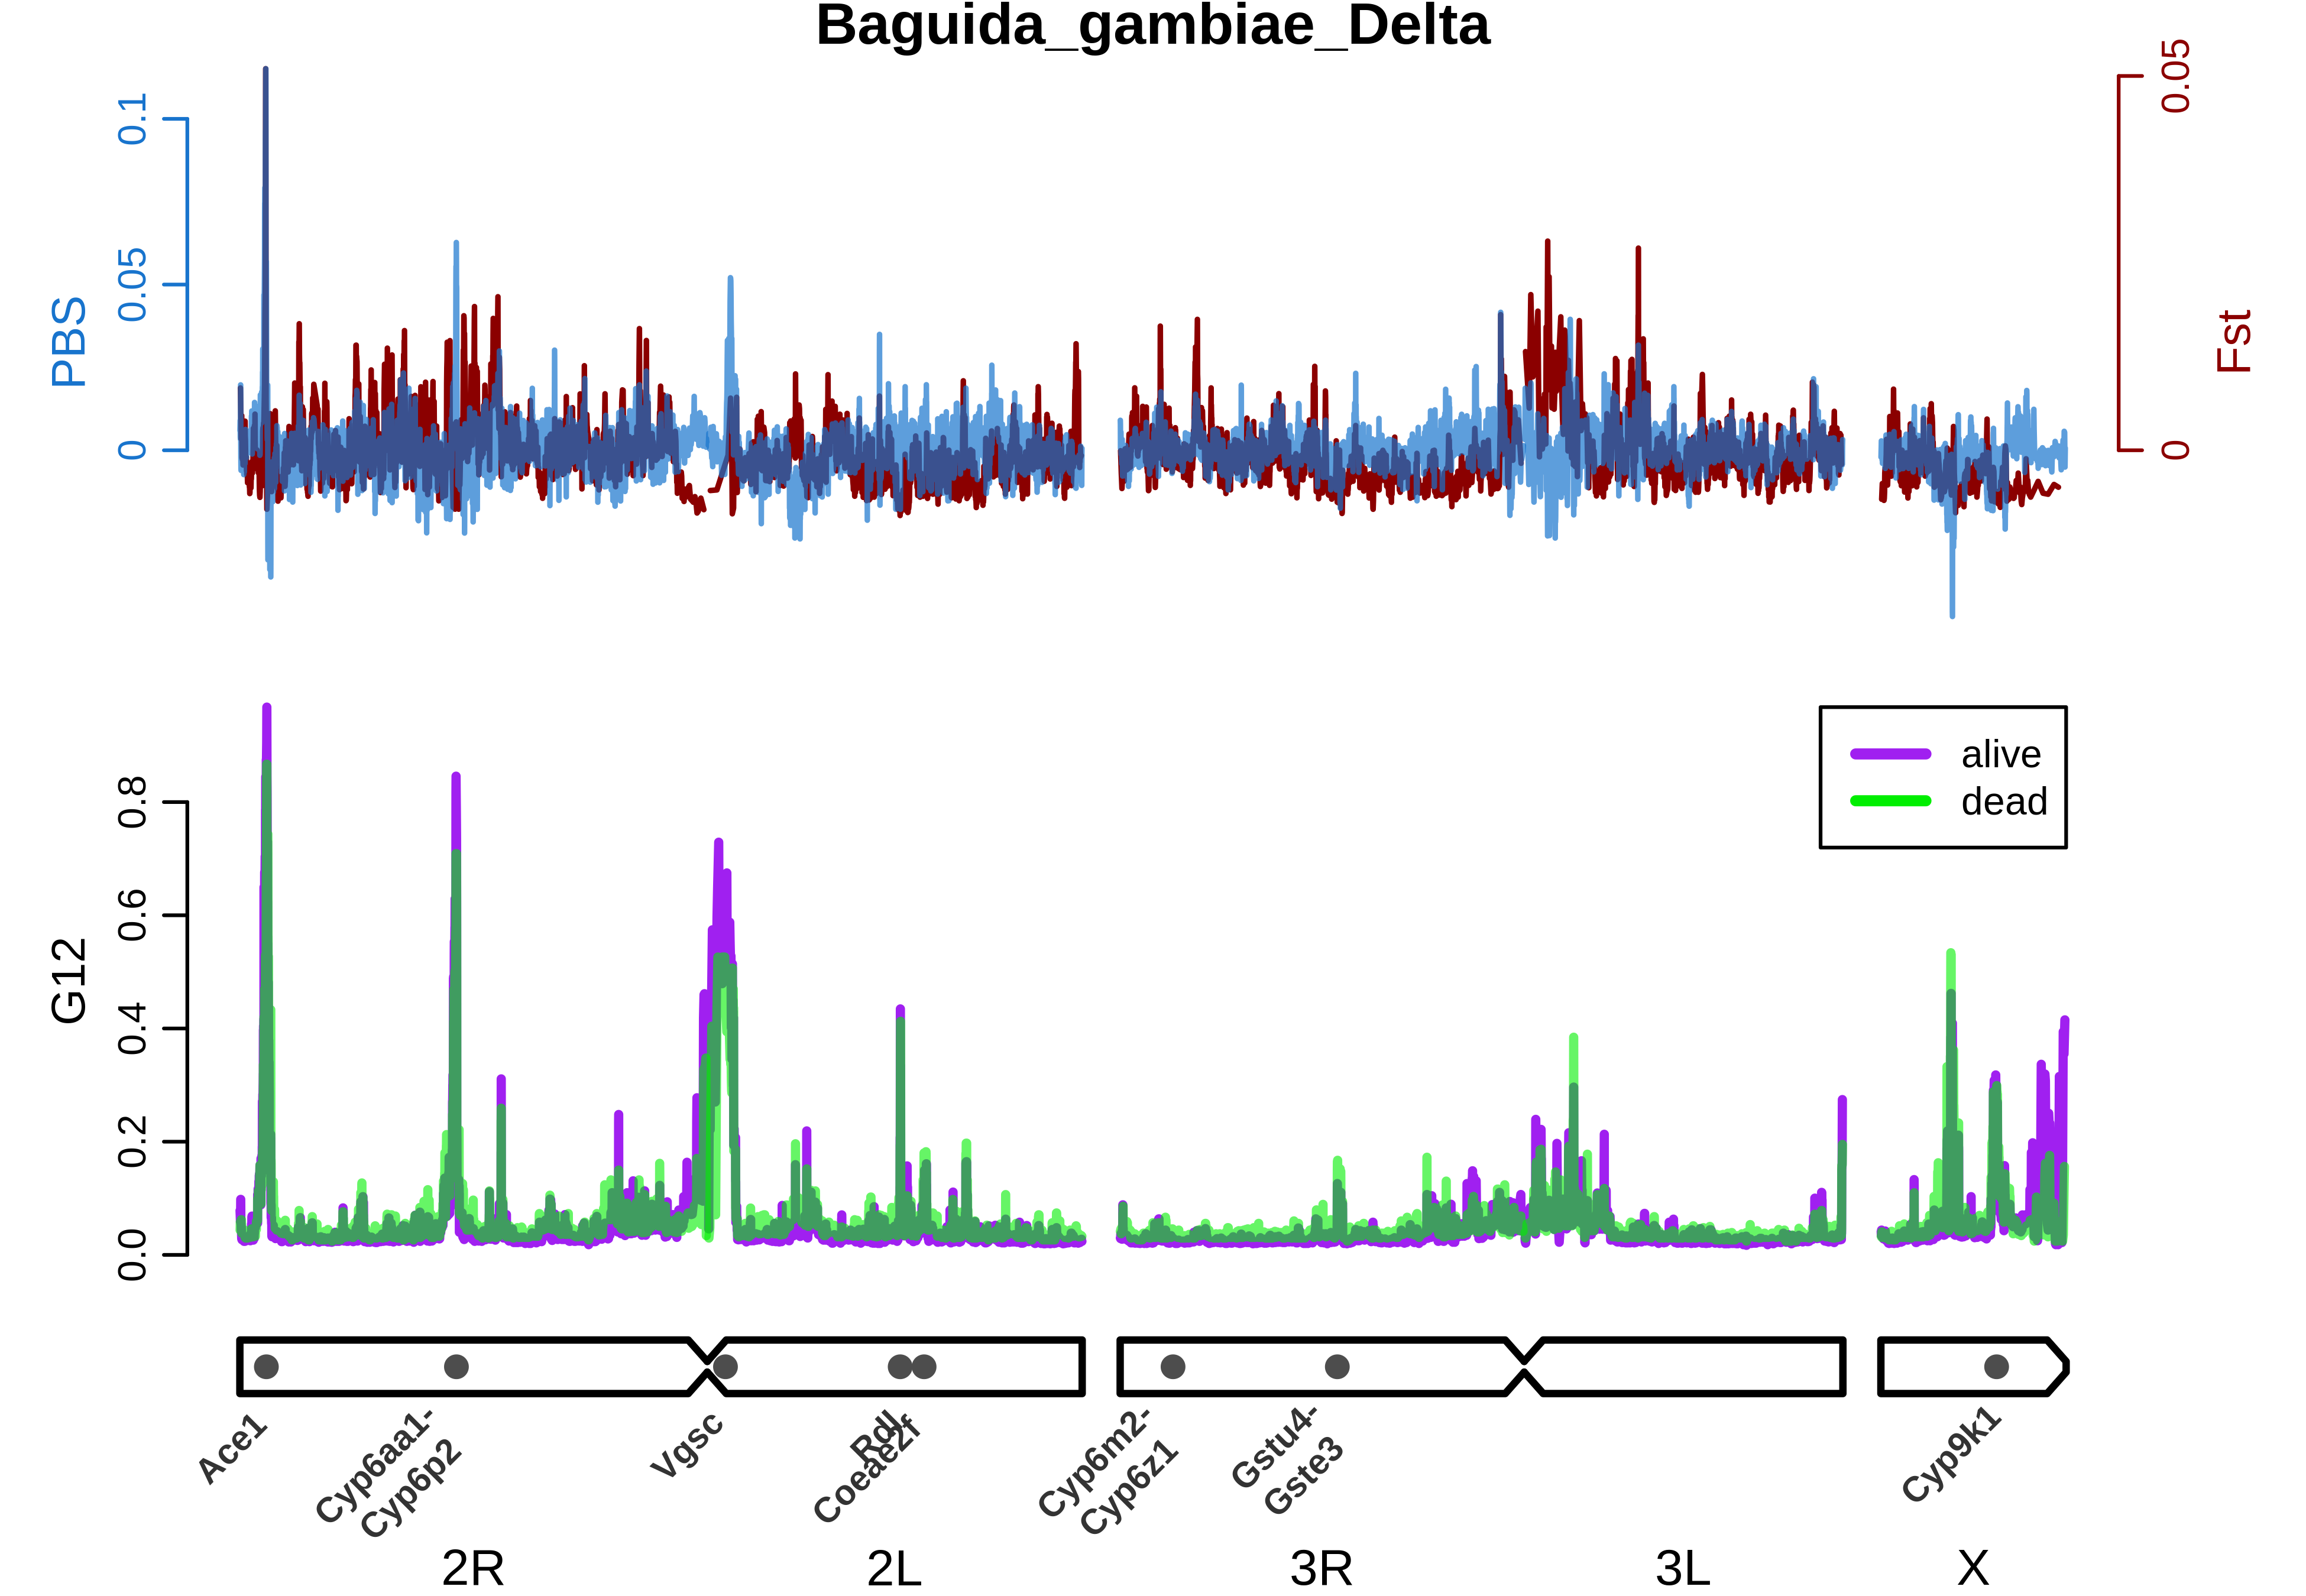 Baguida_gambiae_Delta
PBS
0
0.05
0.1
Fst
0
0.05
G12
0.0
0.2
0.4
0.6
0.8
alive
dead
Ace1
Cyp6aa1-
Cyp6p2
Vgsc
Rdl
Coeae2f
Cyp6m2-
Cyp6z1
Gstu4-
Gste3
Cyp9k1
2R
2L
3R
3L
X